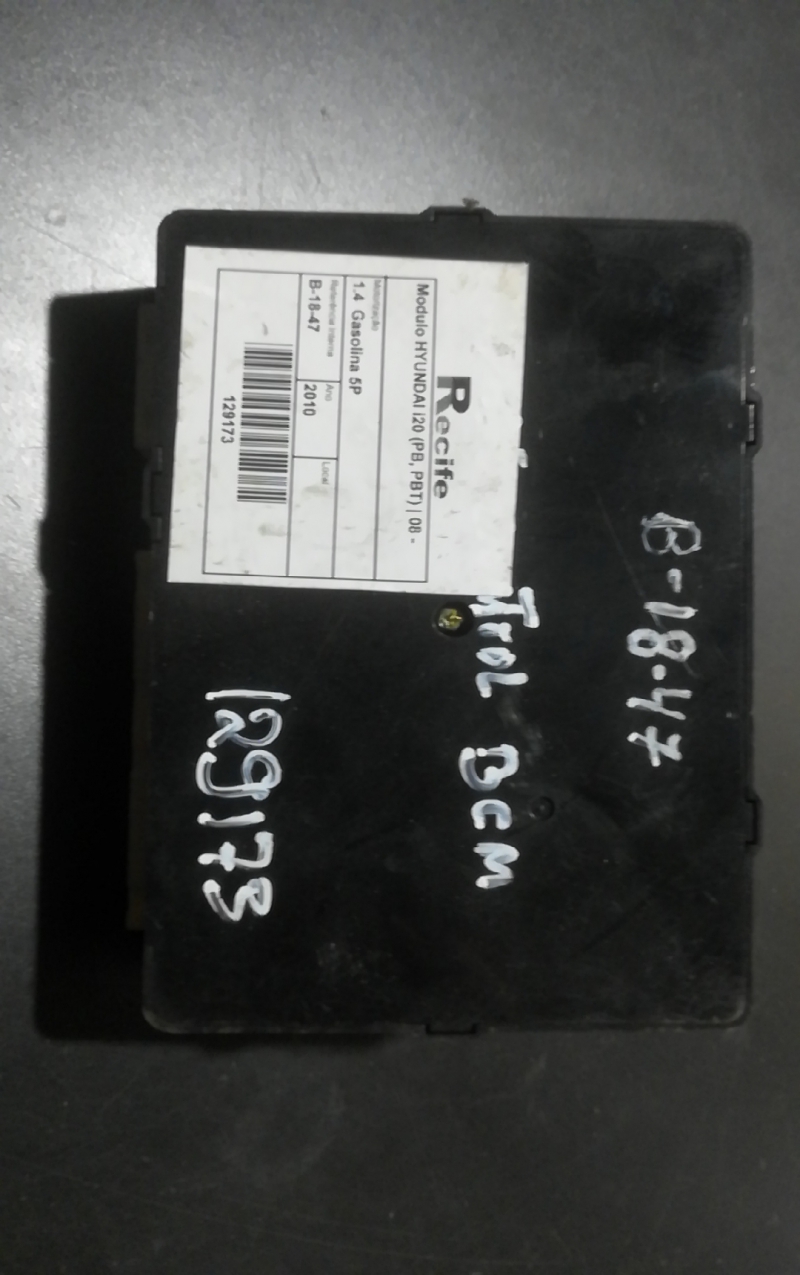 B-18-47
Trol BCM
129173
Recife
Modulo HYUNDAI i20 (PB, PBT) | 08 -
Motorização
1.4 Gasolina 5P
Referência Interna
B-18-47
Ano
2010
Local
129173